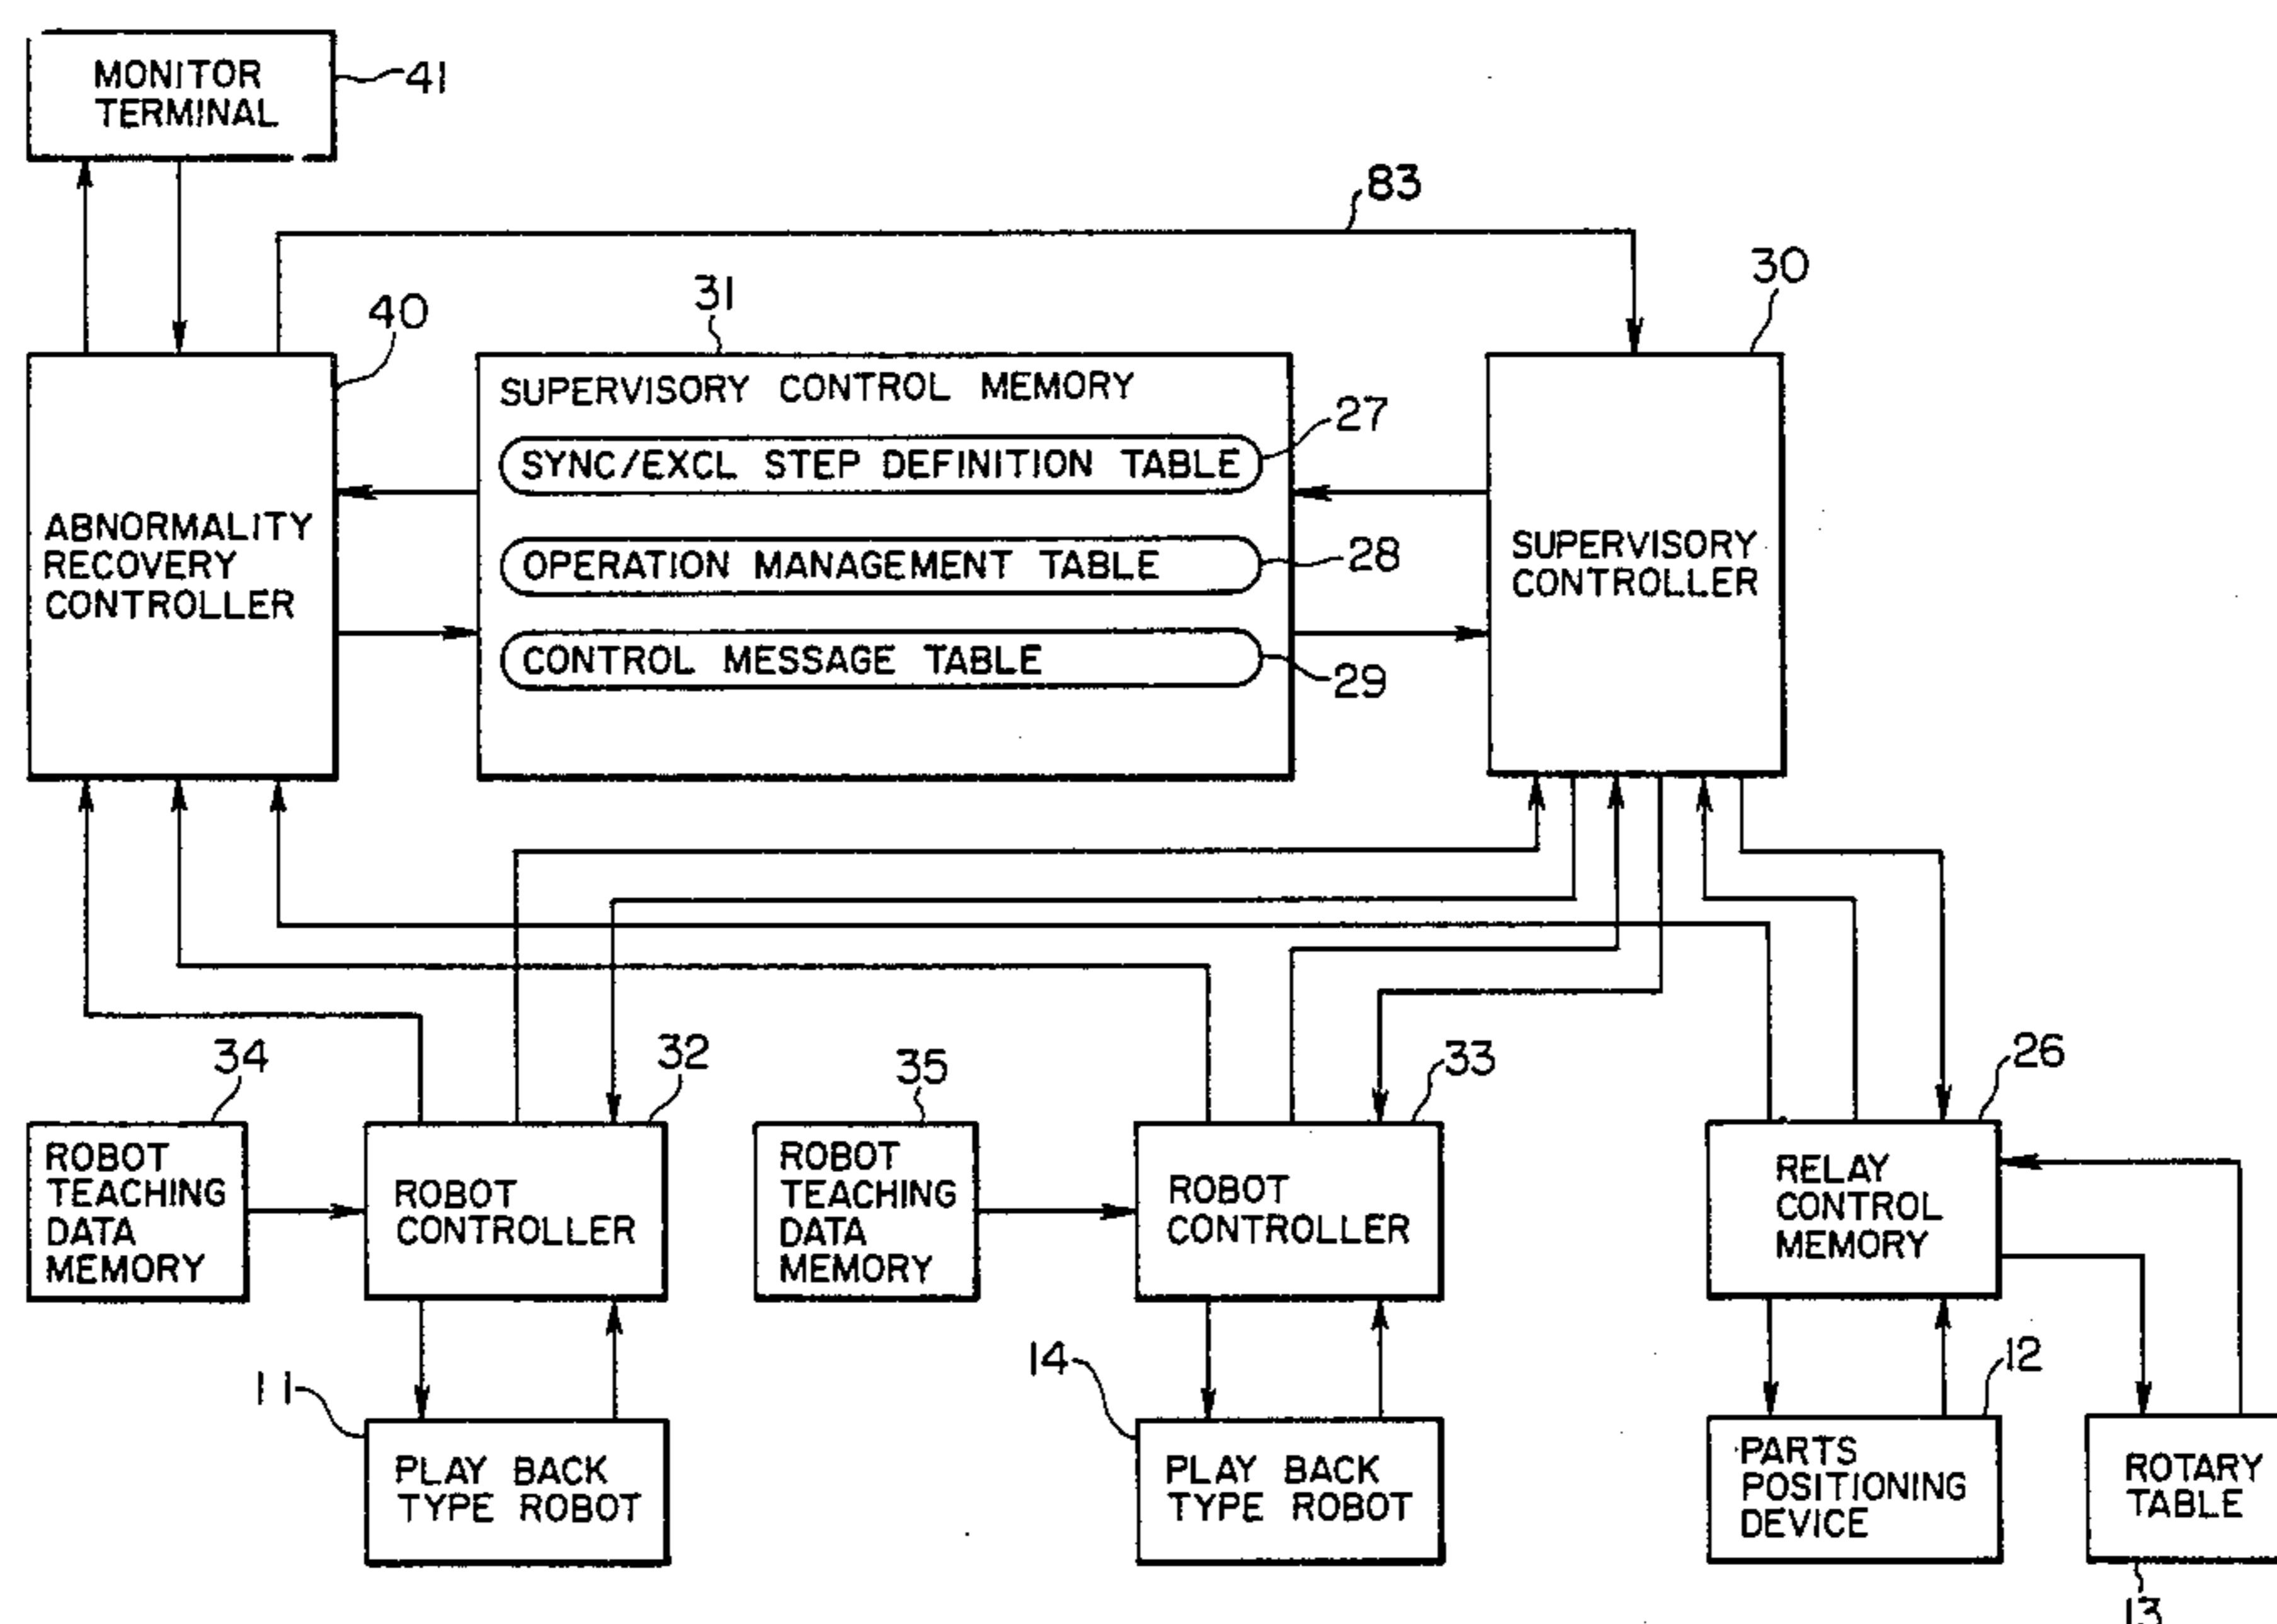 MONITOR
TERMINAL
41
83
30
31
40
SUPERVISORY CONTROL MEMORY
27
SYNC/EXCL STEP DEFINITION TABLE
ABNORMALITY
RECOVERY
CONTROLLER
OPERATION MANAGEMENT TABLE
28
SUPERVISORY
CONTROLLER
CONTROL MESSAGE TABLE
29
34
32
35
33
26
ROBOT
TEACHING
DATA
MEMORY
ROBOT
CONTROLLER
ROBOT
TEACHING
DATA
MEMORY
ROBOT
CONTROLLER
RELAY
CONTROL
MEMORY
11
14
12
PLAY BACK
TYPE ROBOT
PLAY BACK
TYPE ROBOT
PARTS
POSITIONING
DEVICE
ROTARY
TABLE
13